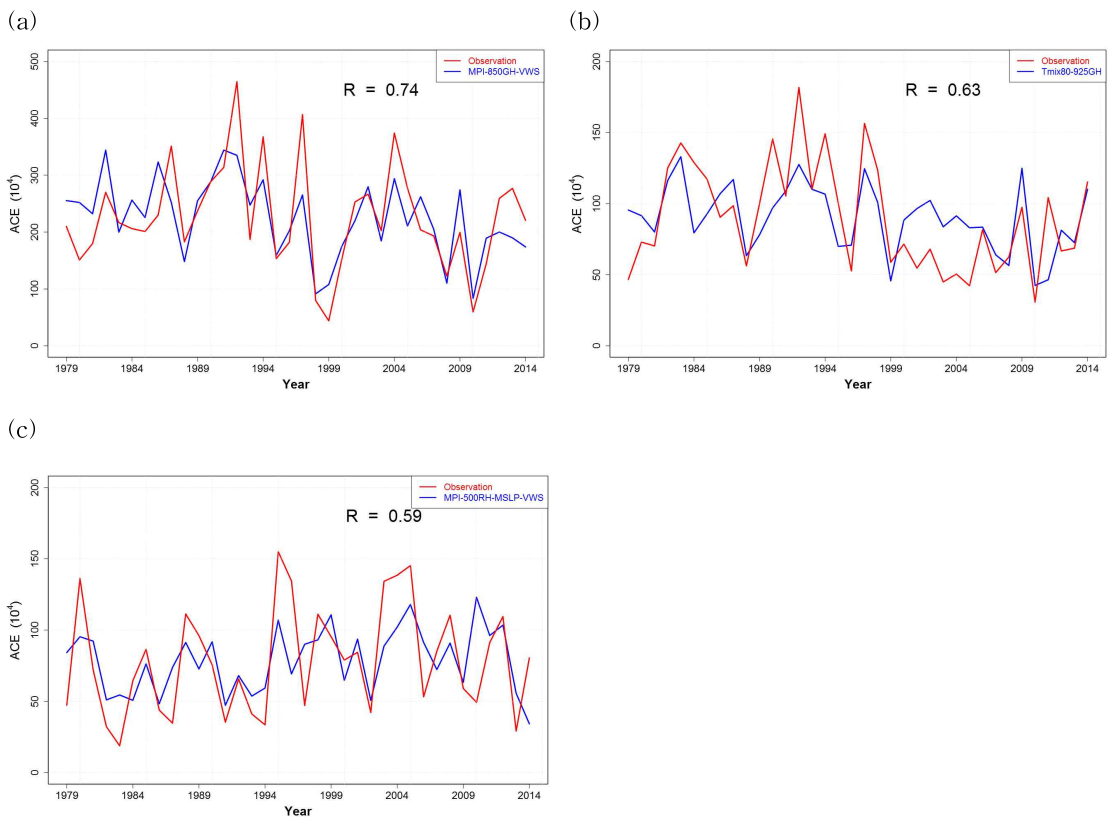 (a)
500
400
300
200
100
0
ACE (10⁴)
Observation
MPI-850GH-VWS
R = 0.74
1979 1984 1989 1994 1999 2004 2009 2014
Year
(b)
200
150
100
50
0
ACE (10⁴)
Observation
Tmix80-925GH
R = 0.63
1979 1984 1989 1994 1999 2004 2009 2014
Year
(c)
200
150
100
50
0
ACE (10⁴)
Observation
MPI-500RH-MSLP-VWS
R = 0.59
1979 1984 1989 1994 1999 2004 2009 2014
Year